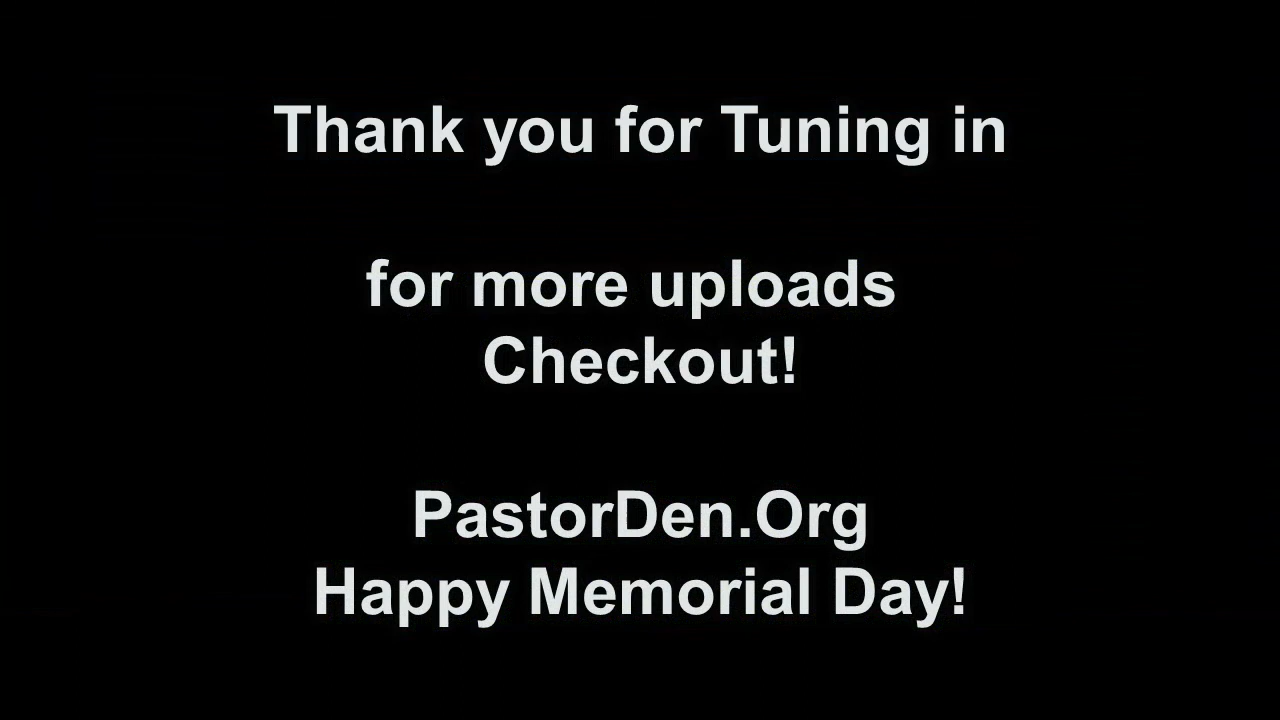 Thank you for Tuning in
for more uploads
Checkout!
PastorDen.Org
Happy Memorial Day!